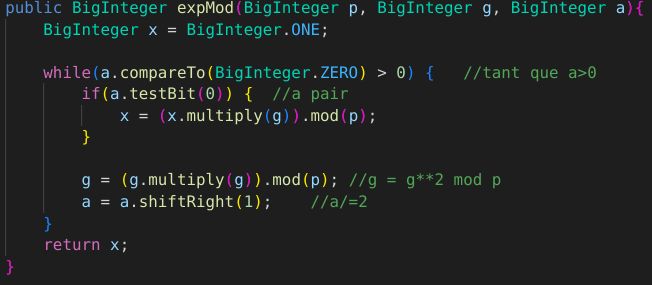 public BigInteger expMod(BigInteger p, BigInteger g, BigInteger a){
    BigInteger x = BigInteger.ONE;

    while(a.compareTo(BigInteger.ZERO) > 0) {   //tant que a>0
        if(a.testBit(0)) {  //a pair
            x = (x.multiply(g)).mod(p);
        }

        g = (g.multiply(g)).mod(p); //g = g**2 mod p
        a = a.shiftRight(1);    //a/=2
    }
    return x;
}